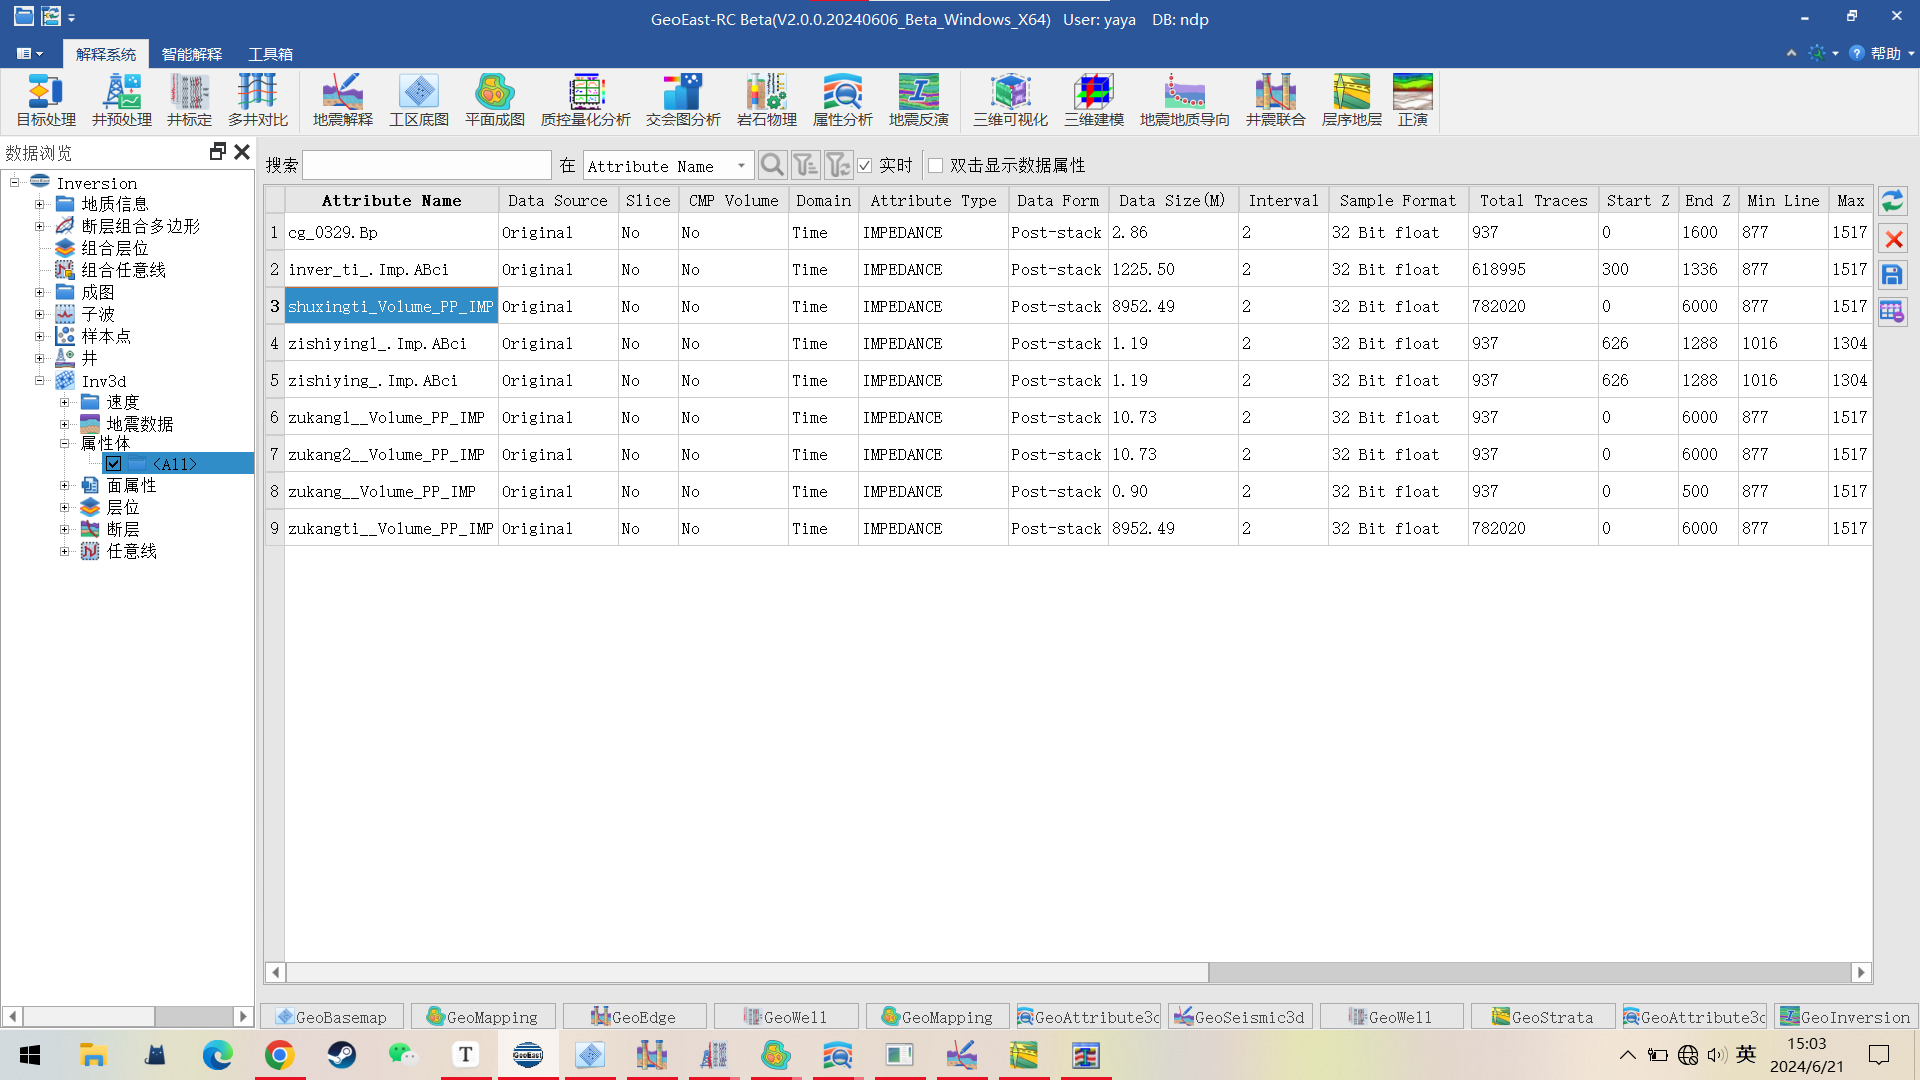 GeoEast-RC Beta(V2.0.0.20240606_Beta_Windows_X64) User: yaya DB: ndp
解释系统 智能解释 工具箱 帮助
目标处理 井预处理 井标定 多井对比 地震解释 工区底图 平面成图 质控量化分析 交会图分析 岩石物理 属性分析 地震反演 三维可视化 三维建模 地震地质导向 井震联合 层序地层 正演
数据浏览
Inversion
地质信息
断层组合多边形
组合层位
组合任意线
成图
子波
样本点
井
Inv3d
速度
地震数据
属性体
<All>
面属性
层位
断层
任意线
搜索 在 Attribute Name 实时 双击显示数据属性
Attribute Name Data Source Slice CMP Volume Domain Attribute Type Data Form Data Size(M) Interval Sample Format Total Traces Start Z End Z Min Line Max
1 cg_0329.Bp Original No No Time IMPEDANCE Post-stack 2.86 2 32 Bit float 937 0 1600 877 1517
2 inver_ti_.Imp.ABci Original No No Time IMPEDANCE Post-stack 1225.50 2 32 Bit float 618995 300 1336 877 1517
3 shuxingti_Volume_PP_IMP Original No No Time IMPEDANCE Post-stack 8952.49 2 32 Bit float 782020 0 6000 877 1517
4 zishiying1_.Imp.ABci Original No No Time IMPEDANCE Post-stack 1.19 2 32 Bit float 937 626 1288 1016 1304
5 zishiying_.Imp.ABci Original No No Time IMPEDANCE Post-stack 1.19 2 32 Bit float 937 626 1288 1016 1304
6 zukang1__Volume_PP_IMP Original No No Time IMPEDANCE Post-stack 10.73 2 32 Bit float 937 0 6000 877 1517
7 zukang2__Volume_PP_IMP Original No No Time IMPEDANCE Post-stack 10.73 2 32 Bit float 937 0 6000 877 1517
8 zukang__Volume_PP_IMP Original No No Time IMPEDANCE Post-stack 0.90 2 32 Bit float 937 0 500 877 1517
9 zukangti__Volume_PP_IMP Original No No Time IMPEDANCE Post-stack 8952.49 2 32 Bit float 782020 0 6000 877 1517
GeoBasemap GeoMapping GeoEdge GeoWell GeoMapping GeoAttribute3d GeoSeismic3d GeoWell GeoStrata GeoAttribute3d GeoInversion
T GeoEast 英 15:03
2024/6/21